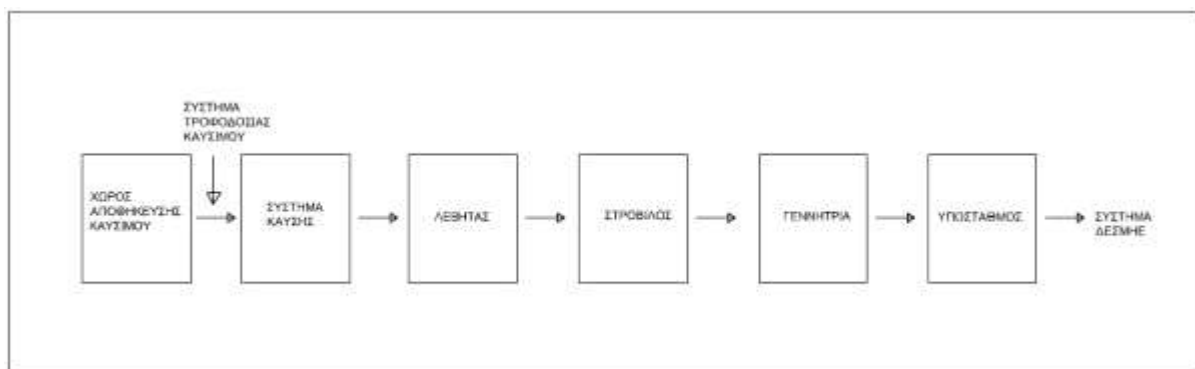 ΣΥΣΤΗΜΑ
ΤΡΟΦΟΔΟΣΙΑΣ
ΚΑΥΣΙΜΟΥ
ΧΩΡΟΣ
ΑΠΟΘΗΚΕΥΣΗΣ
ΚΑΥΣΙΜΟΥ
ΣΥΣΤΗΜΑ
ΚΑΥΣΗΣ
ΛΕΒΗΤΑΣ
ΣΤΡΟΒΙΛΟΣ
ΓΕΝΝΗΤΡΙΑ
ΥΠΟΣΤΑΘΜΟΣ
ΣΥΣΤΗΜΑ
ΔΕΣΜΗΕ